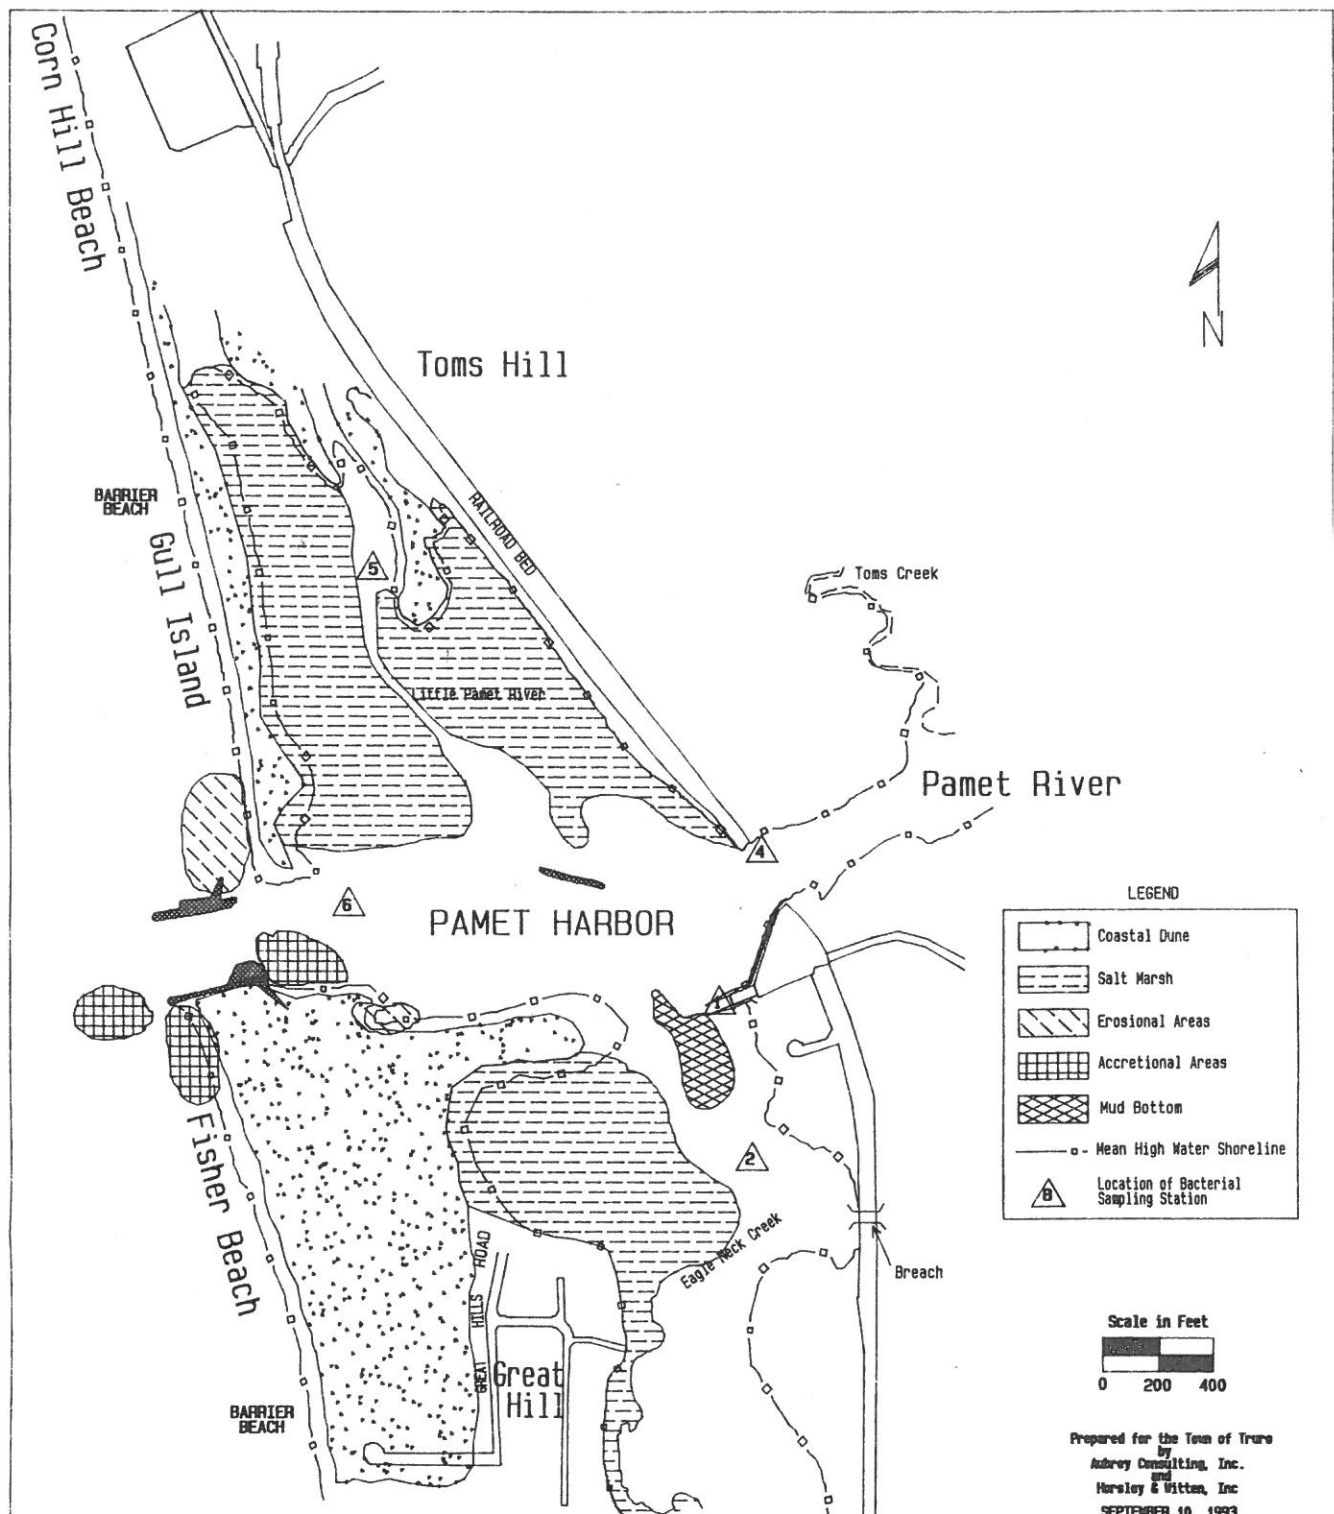 Corn Hill Beach
Toms Hill
N
RAILROAD BED
BARRIER
BEACH
Gull Island
5
Toms Creek
Little Pamet River
Pamet River
4
6
PAMET HARBOR
LEGEND
Coastal Dune
Salt Marsh
Erosional Areas
Accretional Areas
Mud Bottom
Mean High Water Shoreline
8
Location of Bacterial
Sampling Station
1
2
Fisher Beach
Eagle Neck Creek
Breach
GREAT HILLS ROAD
Great
Hill
BARRIER
BEACH
Scale in Feet
0 200 400
Prepared for the Town of Truro
by
Aubrey Consulting, Inc.
and
Horsley & Witten, Inc
SEPTEMBER 10, 1993